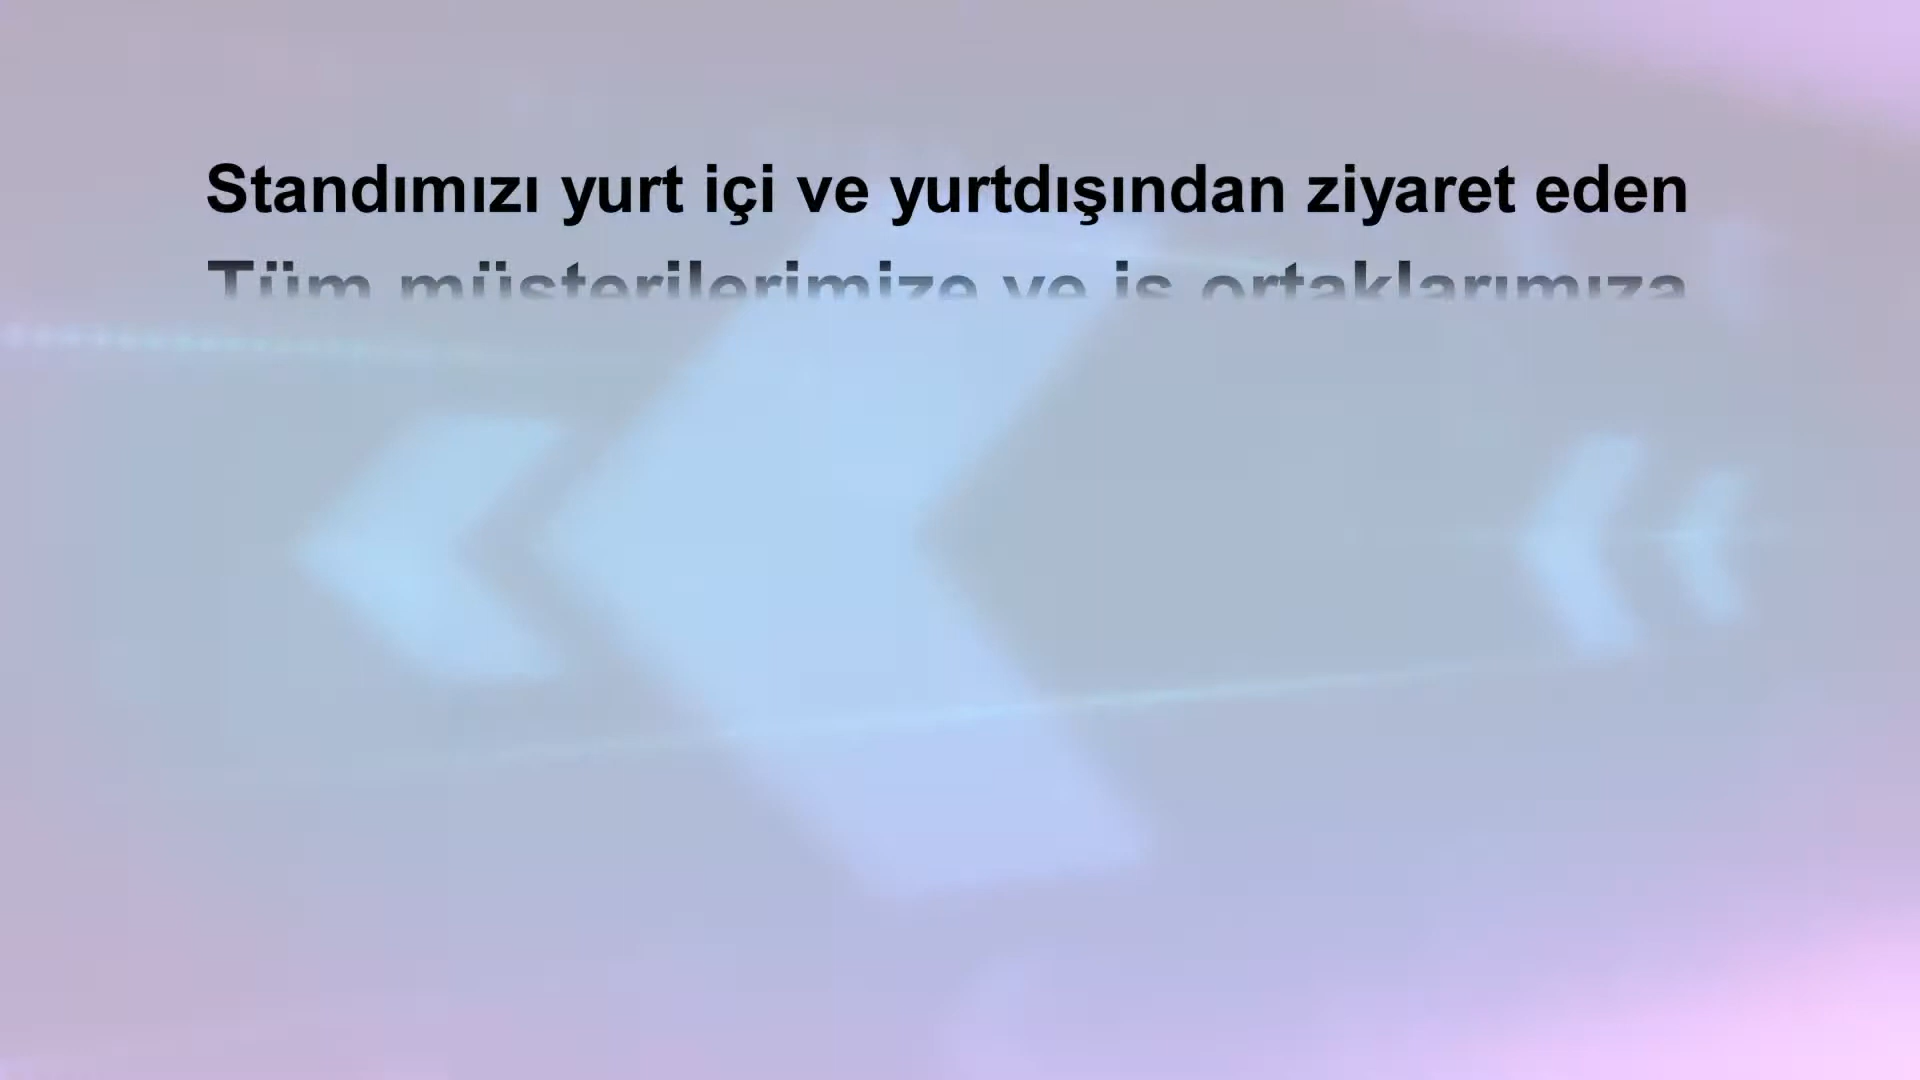 Standımızı yurt içi ve yurtdışından ziyaret eden
Tüm müşterilerimize ve iş ortaklarımıza